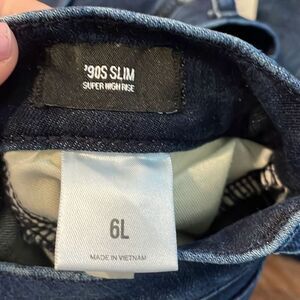 '90S SLIM
SUPER HIGH RISE
6L
MADE IN VIETNAM